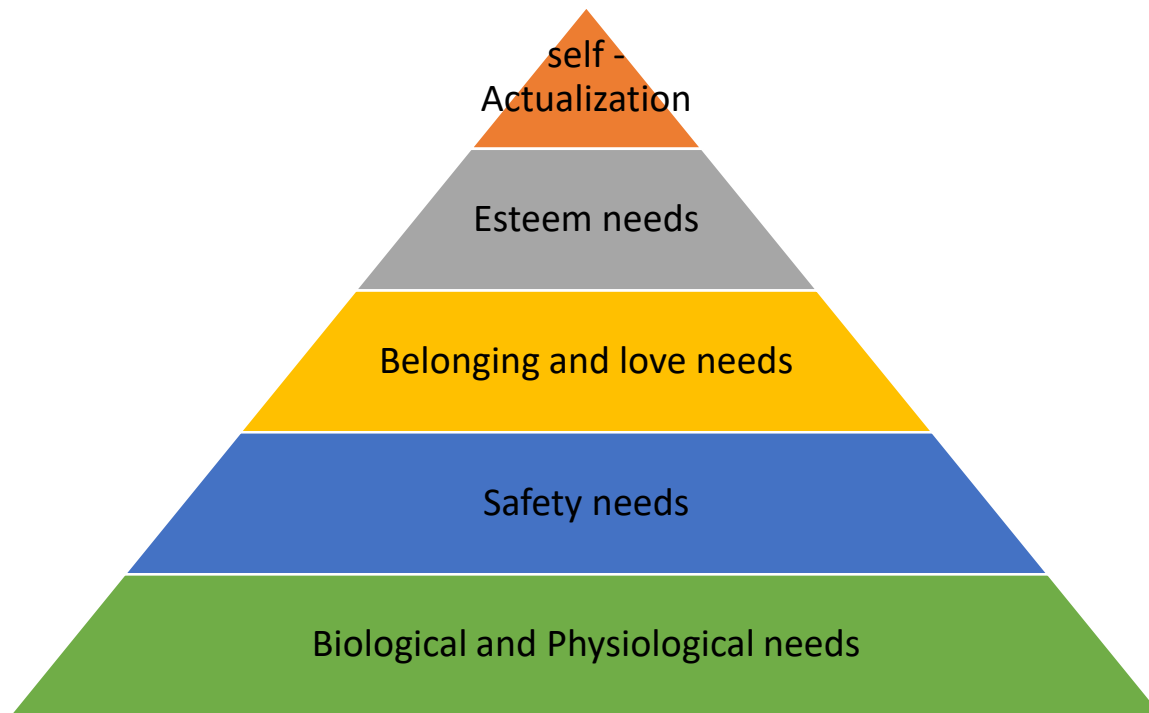 self -
Actualization
Esteem needs
Belonging and love needs
Safety needs
Biological and Physiological needs